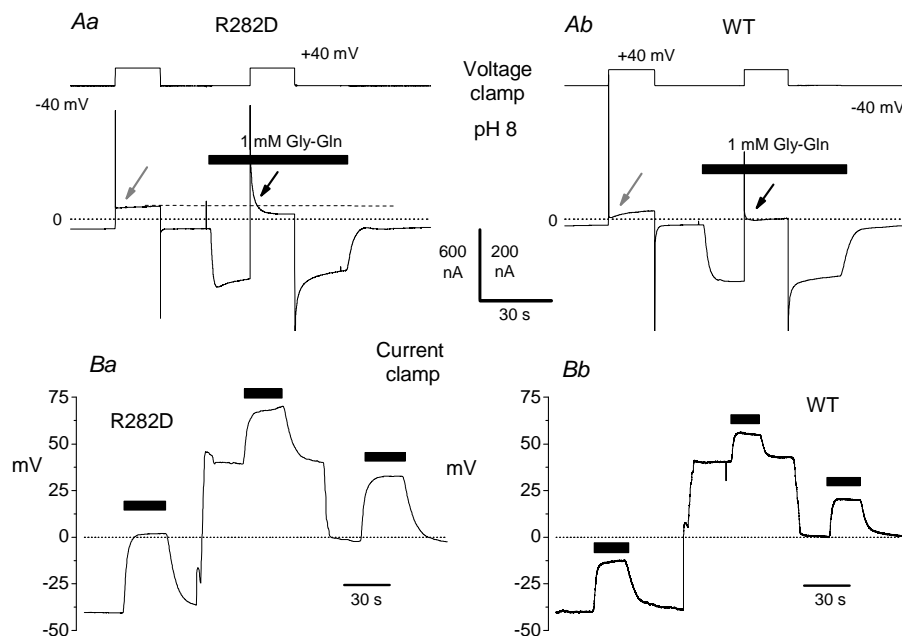 Aa
R282D
+40 mV
-40 mV
1 mM Gly-Gln
0
Voltage
clamp
pH 8
600
nA
200
nA
30 s
Ab
WT
+40 mV
-40 mV
1 mM Gly-Gln
0
Current
clamp
Ba
R282D
mV
75
50
25
0
-25
-50
30 s
Bb
WT
mV
75
50
25
0
-25
-50
30 s